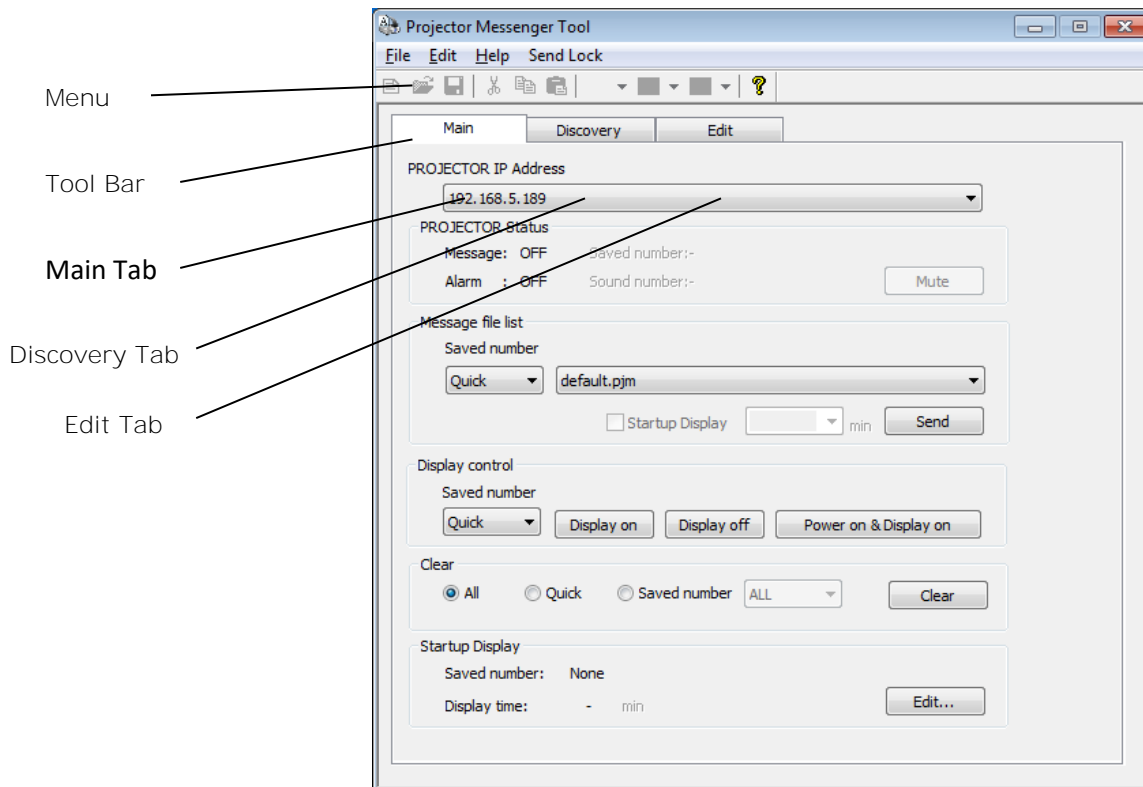 Projector Messenger Tool
File Edit Help Send Lock
Menu
Main Discovery Edit
PROJECTOR IP Address
Tool Bar
192.168.5.189
PROJECTOR Status
Message: OFF Saved number:-
Main Tab
Alarm : OFF Sound number:- Mute
Message file list
Saved number
Discovery Tab
Quick default.pjm
Edit Tab
Startup Display min Send
Display control
Saved number
Quick Display on Display off Power on & Display on
Clear
All Quick Saved number ALL Clear
Startup Display
Saved number: None
Display time: - min Edit...